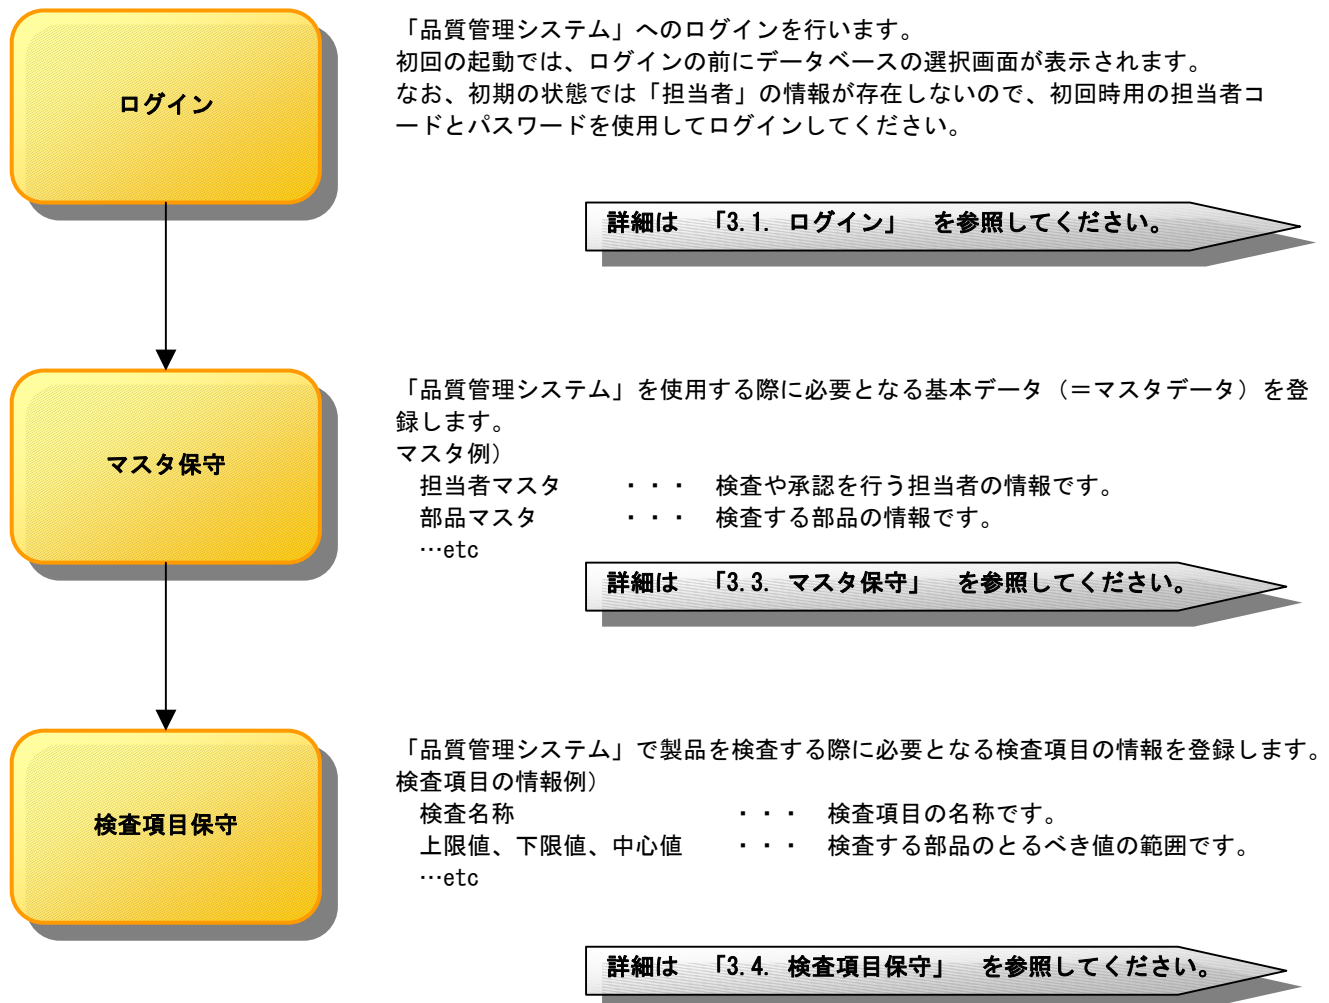 ログイン
「品質管理システム」へのログインを行います。
初回の起動では、ログインの前にデータベースの選択画面が表示されます。
なお、初期の状態では「担当者」の情報が存在しないので、初回時用の担当者コ
ードとパスワードを使用してログインしてください。
詳細は 「3.1. ログイン」 を参照してください。
マスタ保守
「品質管理システム」を使用する際に必要となる基本データ（＝マスタデータ）を登
録します。
マスタ例）
担当者マスタ ・・・ 検査や承認を行う担当者の情報です。
部品マスタ ・・・ 検査する部品の情報です。
…etc
詳細は 「3.3. マスタ保守」 を参照してください。
検査項目保守
「品質管理システム」で製品を検査する際に必要となる検査項目の情報を登録します。
検査項目の情報例）
検査名称 ・・・ 検査項目の名称です。
上限値、下限値、中心値 ・・・ 検査する部品のとるべき値の範囲です。
…etc
詳細は 「3.4. 検査項目保守」 を参照してください。